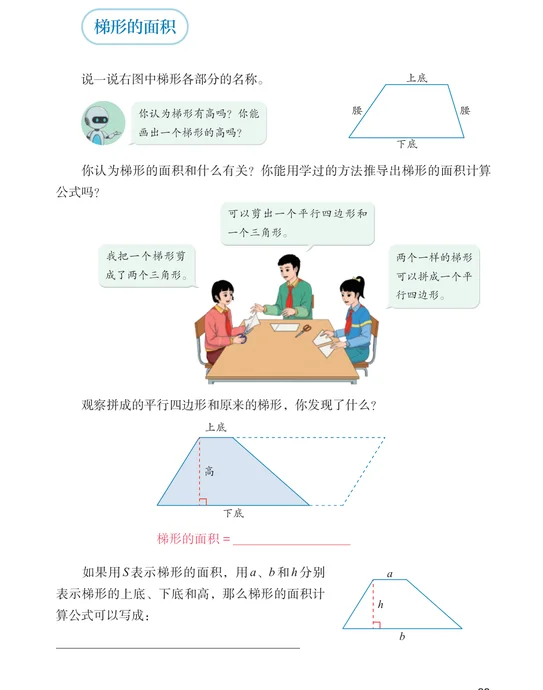 梯形的面积
说一说右图中梯形各部分的名称。
你认为梯形有高吗？你能
画出一个梯形的高吗？
上底
腰
腰
下底
你认为梯形的面积和什么有关？你能用学过的方法推导出梯形的面积计算
公式吗？
可以剪出一个平行四边形和
一个三角形。
我把一个梯形剪
成了两个三角形。
两个一样的梯形
可以拼成一个平
行四边形。
观察拼成的平行四边形和原来的梯形，你发现了什么？
上底
高
下底
梯形的面积＝
如果用S表示梯形的面积，用a、b和h分别
表示梯形的上底、下底和高，那么梯形的面积计
算公式可以写成：
a
h
b